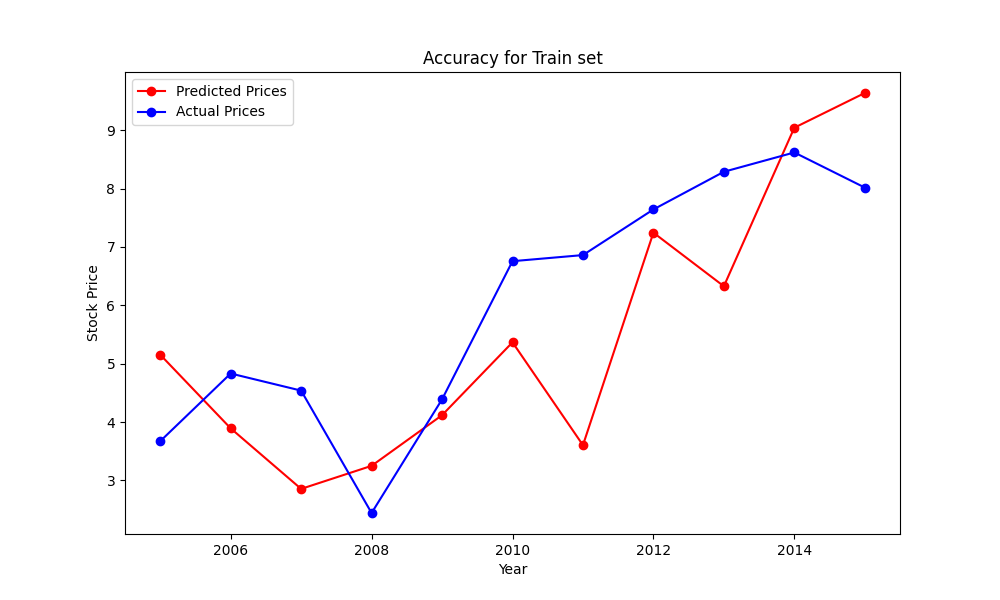 Accuracy for Train set
Predicted Prices
Actual Prices
Stock Price
9
8
7
6
5
4
3
2006
2008
2010
2012
2014
Year